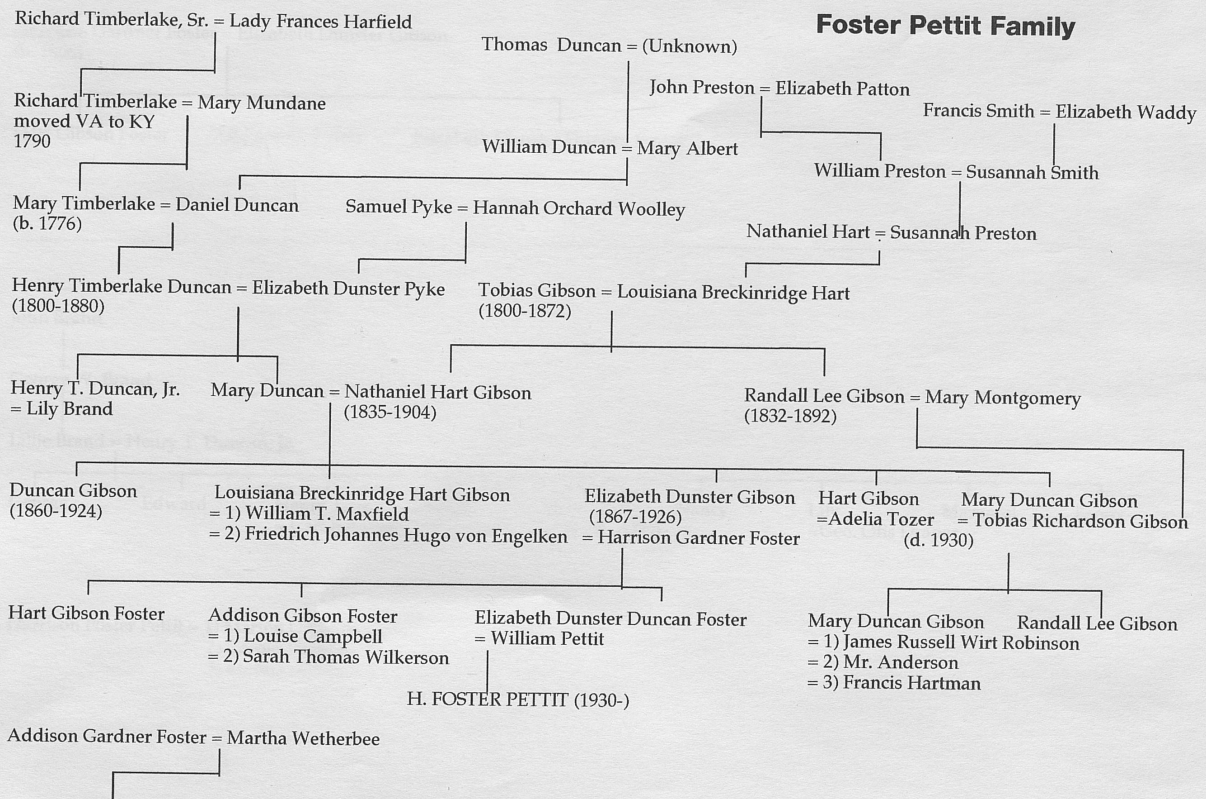 Foster Pettit Family
Richard Timberlake, Sr. = Lady Frances Harfield
Thomas Duncan = (Unknown)
John Preston = Elizabeth Patton
Richard Timberlake = Mary Mundane
moved VA to KY
1790
Francis Smith = Elizabeth Waddy
William Duncan = Mary Albert
William Preston = Susannah Smith
Mary Timberlake = Daniel Duncan
(b. 1776)
Samuel Pyke = Hannah Orchard Woolley
Nathaniel Hart = Susannah Preston
Henry Timberlake Duncan = Elizabeth Dunster Pyke
(1800-1880)
Tobias Gibson = Louisiana Breckinridge Hart
(1800-1872)
Henry T. Duncan, Jr.
= Lily Brand
Mary Duncan = Nathaniel Hart Gibson
(1835-1904)
Randall Lee Gibson = Mary Montgomery
(1832-1892)
Duncan Gibson
(1860-1924)
Louisiana Breckinridge Hart Gibson
= 1) William T. Maxfield
= 2) Friedrich Johannes Hugo von Engelken
Elizabeth Dunster Gibson
(1867-1926)
= Harrison Gardner Foster
Hart Gibson
=Adelia Tozer
Mary Duncan Gibson
= Tobias Richardson Gibson
(d. 1930)
Hart Gibson Foster
Addison Gibson Foster
= 1) Louise Campbell
= 2) Sarah Thomas Wilkerson
Elizabeth Dunster Duncan Foster
= William Pettit
Mary Duncan Gibson
= 1) James Russell Wirt Robinson
= 2) Mr. Anderson
= 3) Francis Hartman
Randall Lee Gibson
H. FOSTER PETTIT (1930-)
Addison Gardner Foster = Martha Wetherbee